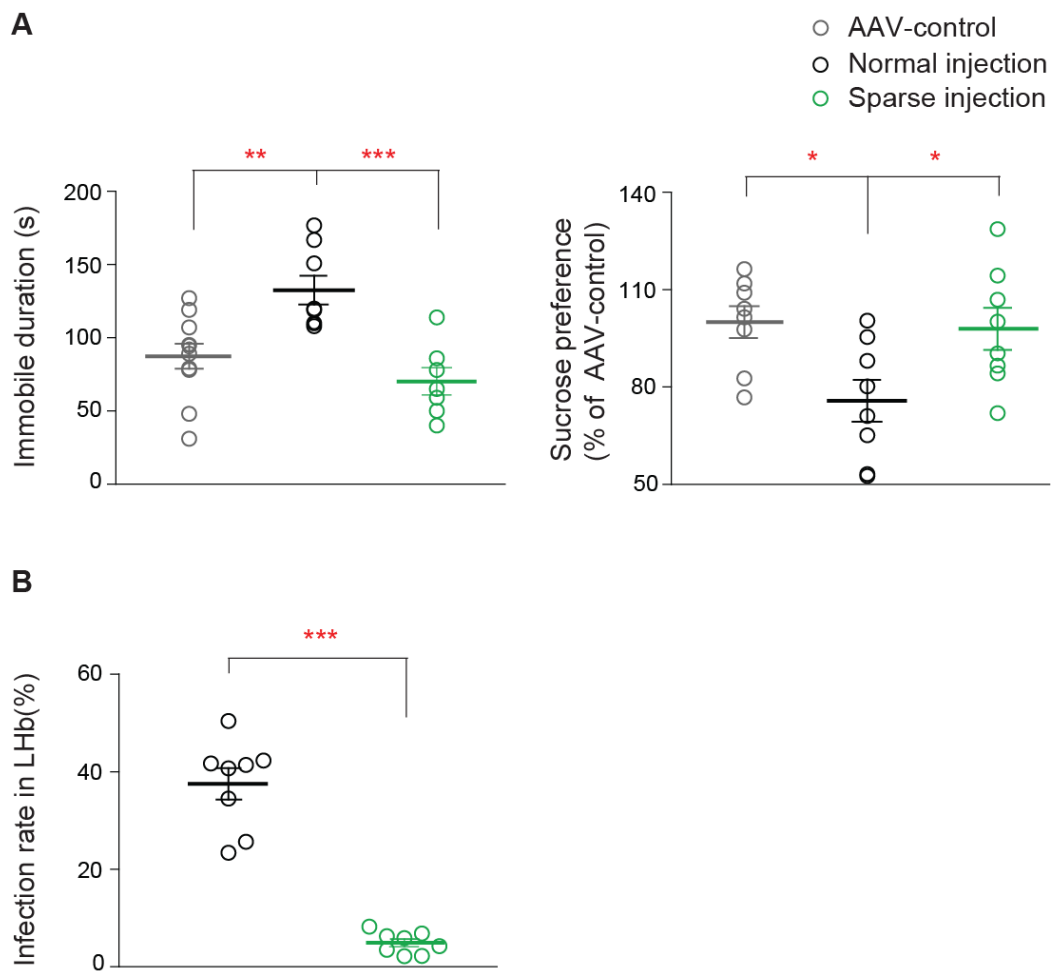 A
AAV-control
Normal injection
Sparse injection
** ***
Immobile duration (s)
200
150
100
50
0
* *
Sucrose preference
(% of AAV-control)
140
110
80
50
B
***
Infection rate in LHb(%)
60
40
20
0